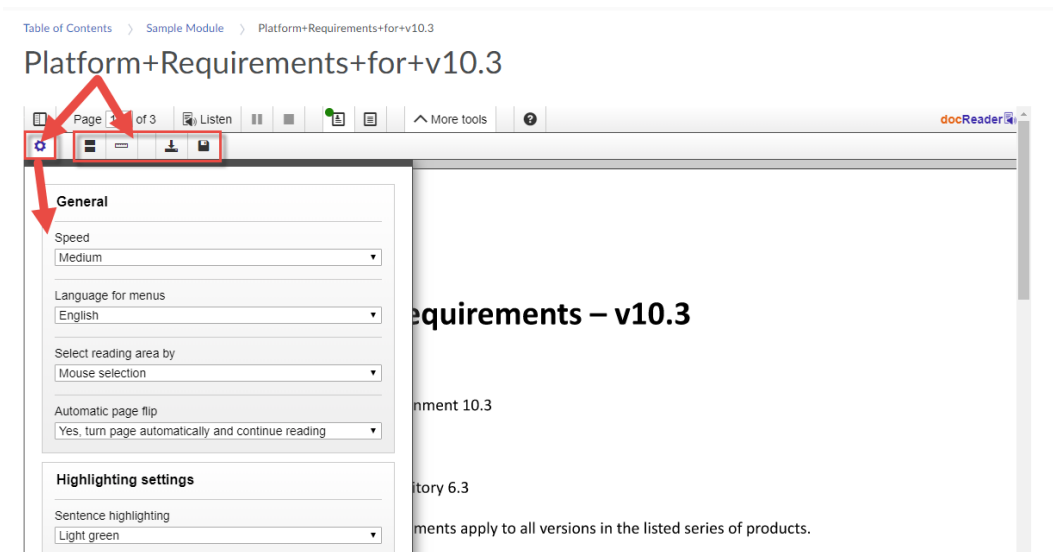 Table of Contents 〉 Sample Module 〉 Platform+Requirements+for+v10.3
Platform+Requirements+for+v10.3
Page of 3 Listen More tools docReader
General
Speed
Medium
equirements – v10.3
Language for menus
English
Select reading area by
Mouse selection
nment 10.3
Automatic page flip
Yes, turn page automatically and continue reading
Highlighting settings
itory 6.3
Sentence highlighting
Light green
ments apply to all versions in the listed series of products.